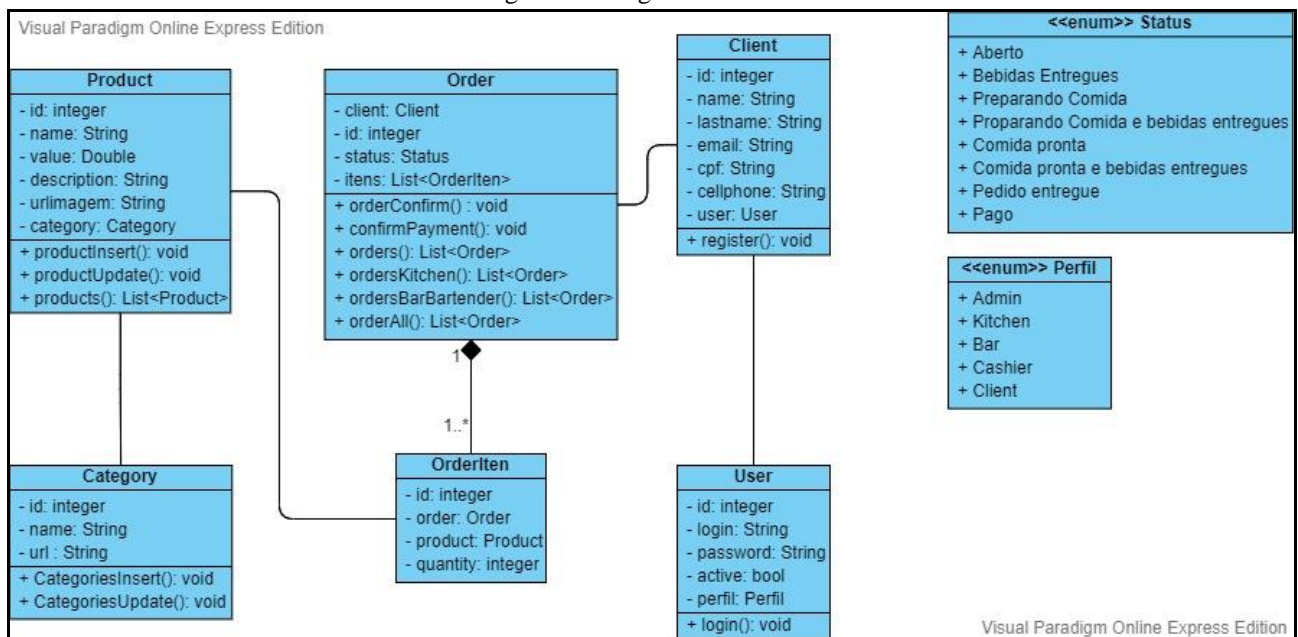 Visual Paradigm Online Express Edition
Product
- id: integer
- name: String
- value: Double
- description: String
- urlimagem: String
- category: Category
+ productInsert(): void
+ productUpdate(): void
+ products(): List<Product>
Order
- client: Client
- id: integer
- status: Status
- itens: List<OrderIten>
+ orderConfirm() : void
+ confirmPayment(): void
+ orders(): List<Order>
+ ordersKitchen(): List<Order>
+ ordersBarBartender(): List<Order>
+ orderAll(): List<Order>
Client
- id: integer
- name: String
- lastname: String
- email: String
- cpf: String
- cellphone: String
- user: User
+ register(): void
<<enum>> Status
+ Aberto
+ Bebidas Entregues
+ Preparando Comida
+ Proparando Comida e bebidas entregues
+ Comida pronta
+ Comida pronta e bebidas entregues
+ Pedido entregue
+ Pago
<<enum>> Perfil
+ Admin
+ Kitchen
+ Bar
+ Cashier
+ Client
1
1..*
Category
- id: integer
- name: String
- url : String
+ CategoriesInsert(): void
+ CategoriesUpdate(): void
OrderIten
- id: integer
- order: Order
- product: Product
- quantity: integer
User
- id: integer
- login: String
- password: String
- active: bool
- perfil: Perfil
+ login(): void
Visual Paradigm Online Express Edition